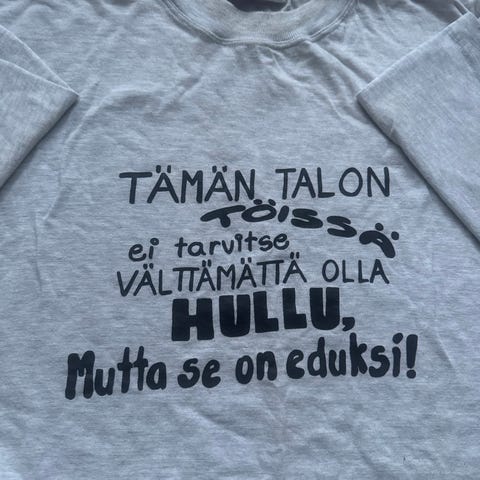 TÄMÄN TALON
TÖISSÄ
ei tarvitse
VÄLTTÄMÄTTÄ OLLA
HULLU,
Mutta se on eduksi!